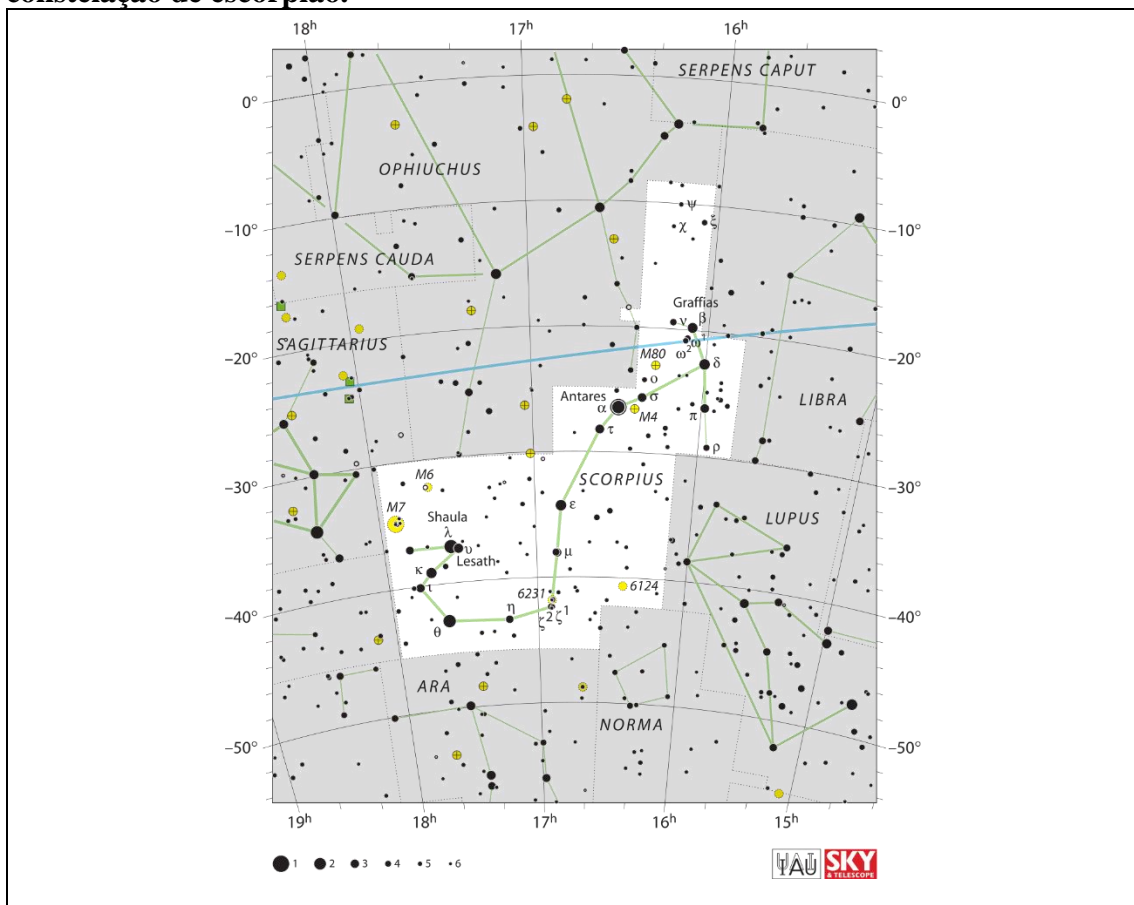 constelação de escorpião.
18h 17h 16h
SERPENS CAPUT
0° 0°
OPHIUCHUS
ψ
χ ξ
−10° −10°
SERPENS CAUDA
Graffias
ν β
ω² ω¹
SAGITTARIUS
M80
−20° −20°
δ
ο
Antares
α σ
M4 π
LIBRA
τ
ρ
SCORPIUS
M6
−30° −30°
M7
ε
LUPUS
Shaula
λ υ
Lesath
μ
κ
ι
6231 6124
η
ζ² ζ¹
−40° −40°
θ
ARA
NORMA
−50° −50°
19h 18h 17h 16h 15h
1 2 3 4 5 6
IAU SKY
& TELESCOPE